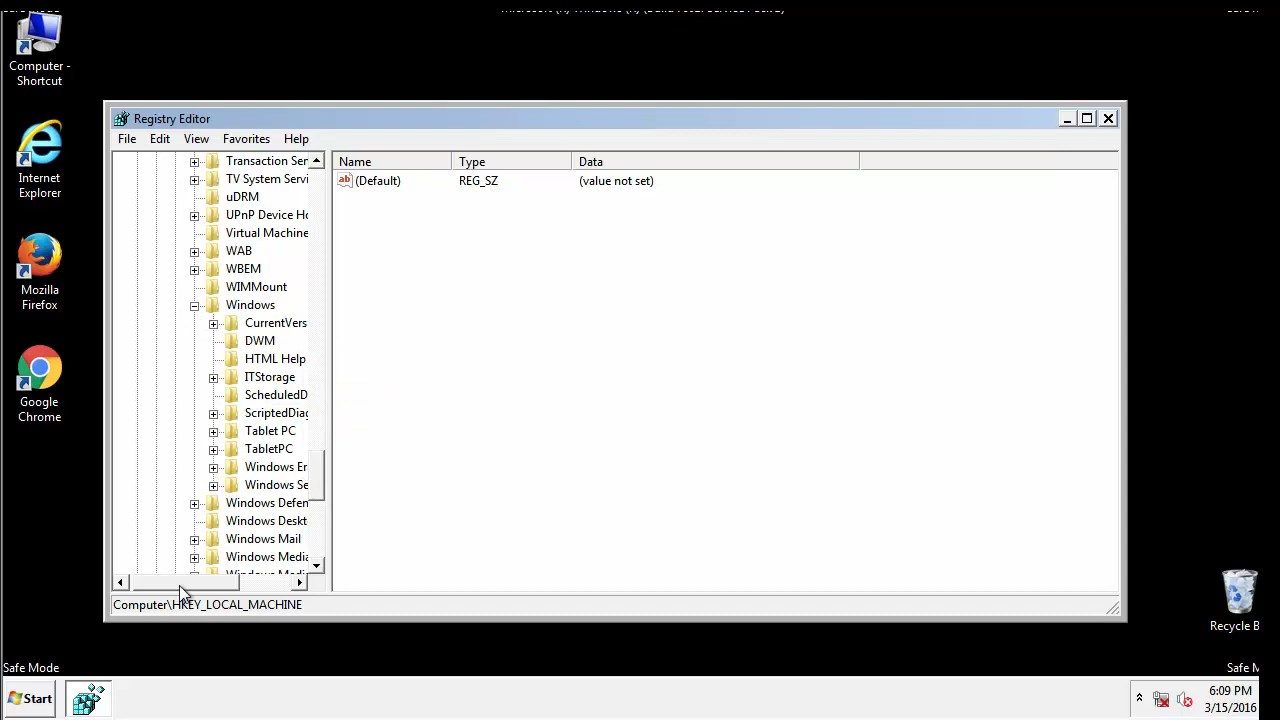 Computer -
Shortcut
Internet
Explorer
Mozilla
Firefox
Google
Chrome
Registry Editor
File Edit View Favorites Help
Transaction Ser
TV System Servi
uDRM
UPnP Device Ho
Virtual Machine
WAB
WBEM
WIMMount
Windows
CurrentVers
DWM
HTML Help
ITStorage
ScheduledD
ScriptedDiag
Tablet PC
TabletPC
Windows Er
Windows Se
Windows Defen
Windows Deskt
Windows Mail
Windows Media
Name Type Data
ab (Default) REG_SZ (value not set)
Computer\HKEY_LOCAL_MACHINE
Recycle B
Safe Mode
Safe M
Start
6:09 PM
3/15/2016